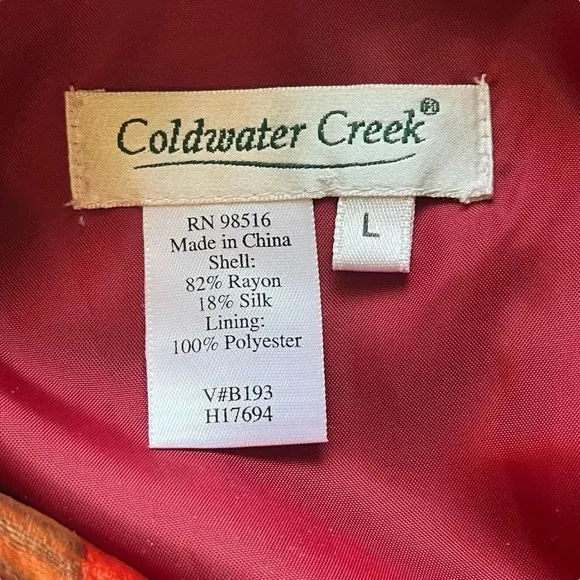 Coldwater Creek®
L
RN 98516
Made in China
Shell:
82% Rayon
18% Silk
Lining:
100% Polyester
V#B193
H17694